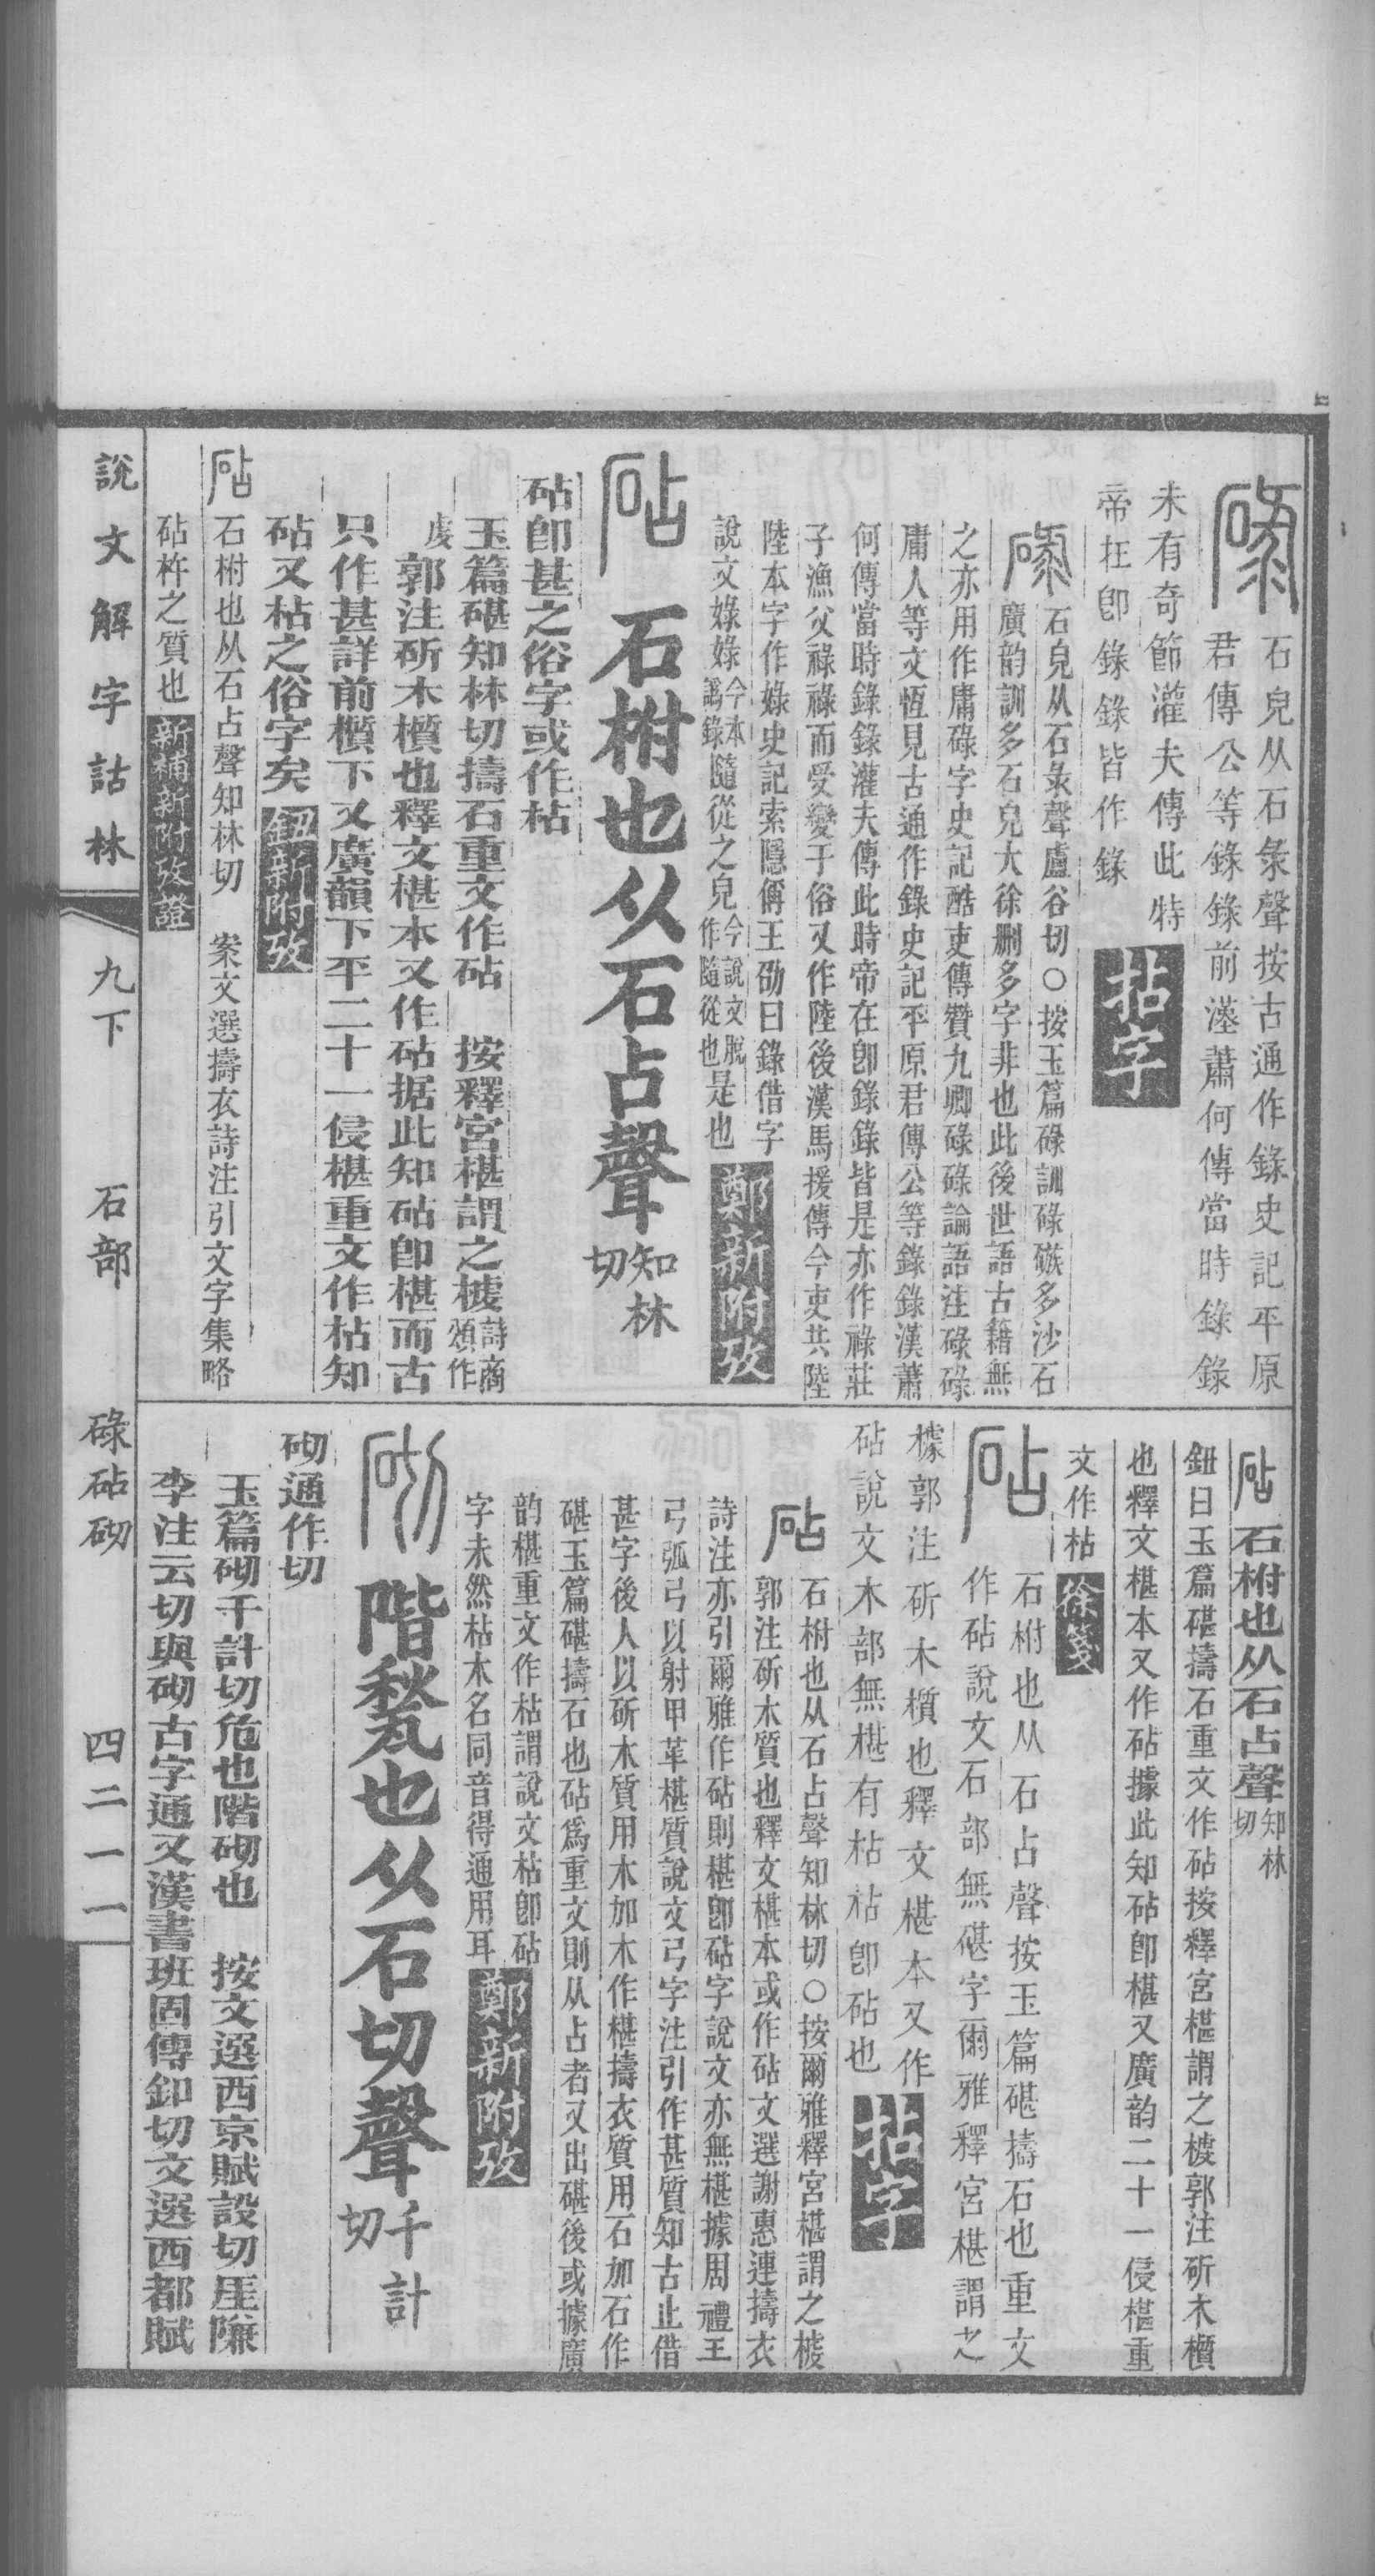 碌石皃从石彔聲按古通作錄史記平原
君傳公等錄錄前漢蕭何傳當時錄錄
未有奇節灌夫傳此特
帝在卽錄錄皆作錄 拈字
碌石皃从石彔聲盧谷切○按玉篇碌訓碌磩多沙石
廣韵訓多石皃大徐刪多字非也此後世語古籍無
之亦用作庸碌字史記酷吏傳贊九卿碌碌論語注碌碌
庸人等文恆見古通作錄史記平原君傳公等錄錄漢蕭
何傳當時錄錄灌夫傳此時帝在卽錄錄皆是亦作祿莊
子漁父祿祿而受變于俗又作陸後漢馬援傳今吏共陸
陸本字作娽史記索隱偁王劭曰錄借字
說文娽娽今本譌錄隨從之皃今說文脫作隨從也是也 鄭新附攷
砧 石柎也从石占聲 知林切
砧卽甚之俗字或作枯
玉篇碪知林切擣石重文作砧 按釋宮椹謂之榩詩商頌作
虔郭注斫木櫍也釋文椹本又作砧据此知砧卽椹而古
只作甚詳前櫍下又廣韻下平二十一侵椹重文作枮知
砧又枮之俗字矣 鈕新附攷
砧石柎也从石占聲知林切 案文選擣衣詩注引文字集略
砧杵之質也 新補新附攷證
砧石柎也从石占聲知林切
鈕曰玉篇碪擣石重文作砧按釋宮椹謂之榩郭注斫木櫍
也釋文椹本又作砧據此知砧卽椹又廣韵二十一侵椹重
文作枮 徐箋
砧石柎也从石占聲按玉篇碪擣石也重文
作砧說文石部無碪字爾雅釋宮椹謂之
榩郭注斫木櫍也釋文椹本又作
砧說文木部無椹有枮枮卽砧也 拈字
砧石柎也从石占聲知林切○按爾雅釋宮椹謂之榩
郭注斫木質也釋文椹本或作砧文選謝惠連擣衣
詩注亦引爾雅作砧則椹卽砧字說文亦無椹據周禮王
弓弧弓以射甲革椹質說文弓字注引作甚質知古止借
甚字後人以斫木質用木加木作椹擣衣質用石加石作
碪玉篇碪擣石也砧爲重文則从占者又出碪後或據廣
韵椹重文作枮謂說文枮卽砧
字未然枮木名同音得通用耳 鄭新附攷
砌 階甃也从石切聲 千計切
砌通作切
玉篇砌千計切危也階砌也 按文選西京賦設切厓隒
李注云切與砌古字通又漢書班固傳卸切文選西都賦
說文解字詁林 九下 石部 碌砧砌 四二一一